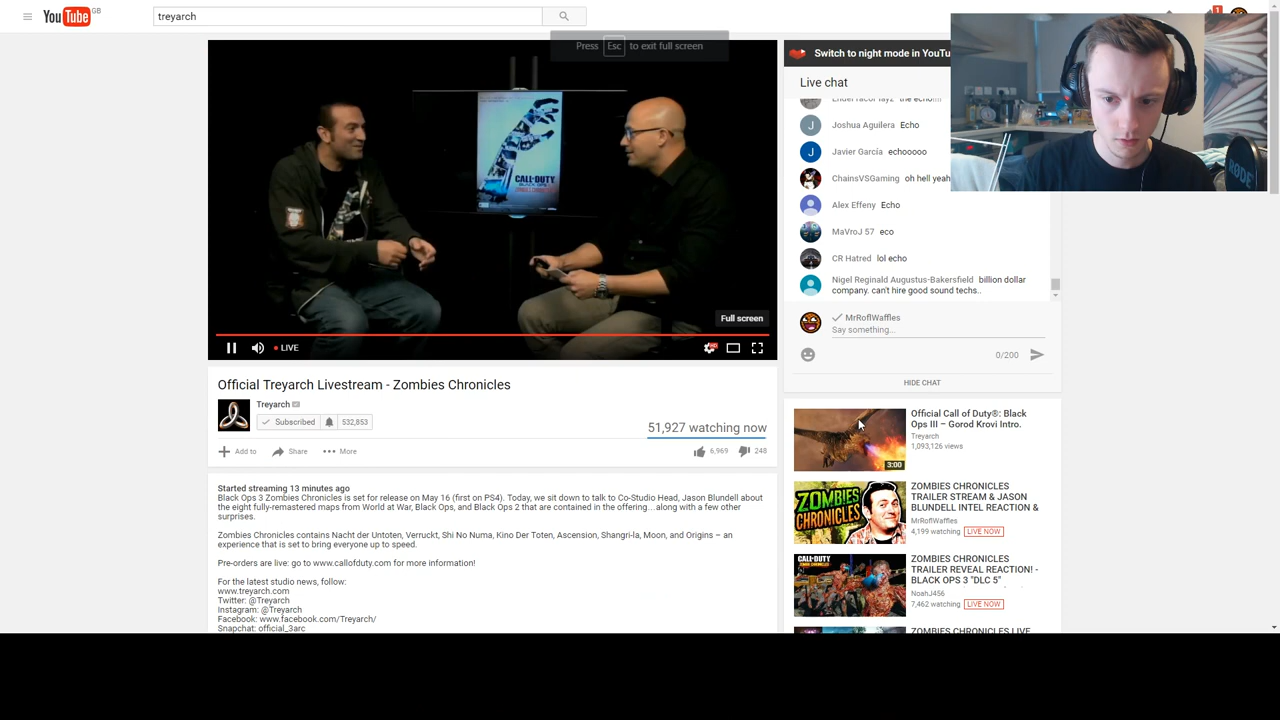 YouTube GB
treyarch
1
Press Esc to exit full screen
Switch to night mode in YouTu
CALL·DUTY
Full screen
LIVE
Live chat
Joshua Aguilera Echo
Javier García echooooo
ChainsVSGaming oh hell yeah
Alex Effeny Echo
MaVroJ 57 eco
CR Hatred lol echo
Nigel Reginald Augustus-Bakersfield billion dollar
company. can't hire good sound techs..
MrRoflWaffles
Say something...
0/200
HIDE CHAT
RØDE
Official Treyarch Livestream - Zombies Chronicles
Treyarch
Subscribed 532,853
51,927 watching now
Add to Share More 6,969 248
Started streaming 13 minutes ago
Black Ops 3 Zombies Chronicles is set for release on May 16 (first on PS4). Today, we sit down to talk to Co-Studio Head, Jason Blundell about
the eight fully-remastered maps from World at War, Black Ops, and Black Ops 2 that are contained in the offering…along with a few other
surprises.
Zombies Chronicles contains Nacht der Untoten, Verruckt, Shi No Numa, Kino Der Toten, Ascension, Shangri-la, Moon, and Origins – an
experience that is set to bring everyone up to speed.
Pre-orders are live: go to www.callofduty.com for more information!
For the latest studio news, follow:
www.treyarch.com
Twitter: @Treyarch
Instagram: @Treyarch
Facebook: www.facebook.com/Treyarch/
Snapchat: official_3arc
3:00
Official Call of Duty®: Black
Ops III – Gorod Krovi Intro.
Treyarch
1,093,126 views
ZOMBIES
CHRONICLES
ZOMBIES CHRONICLES
TRAILER STREAM & JASON
BLUNDELL INTEL REACTION &
MrRoflWaffles
4,199 watching LIVE NOW
CALL·DUTY
ZOMBIES CHRONICLES
TRAILER REVEAL REACTION! -
BLACK OPS 3 "DLC 5"
NoahJ456
7,462 watching LIVE NOW
ZOMBIES CHRONICLES LIVE